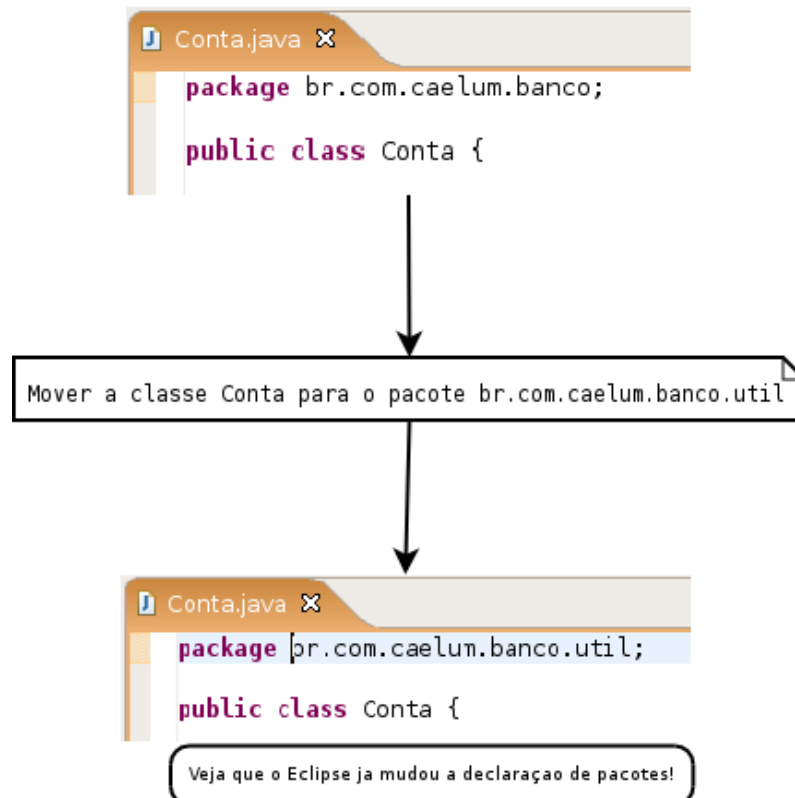 Conta.java
package br.com.caelum.banco;
public class Conta {
Mover a classe Conta para o pacote br.com.caelum.banco.util
Conta.java
package br.com.caelum.banco.util;
public class Conta {
Veja que o Eclipse ja mudou a declaraçao de pacotes!